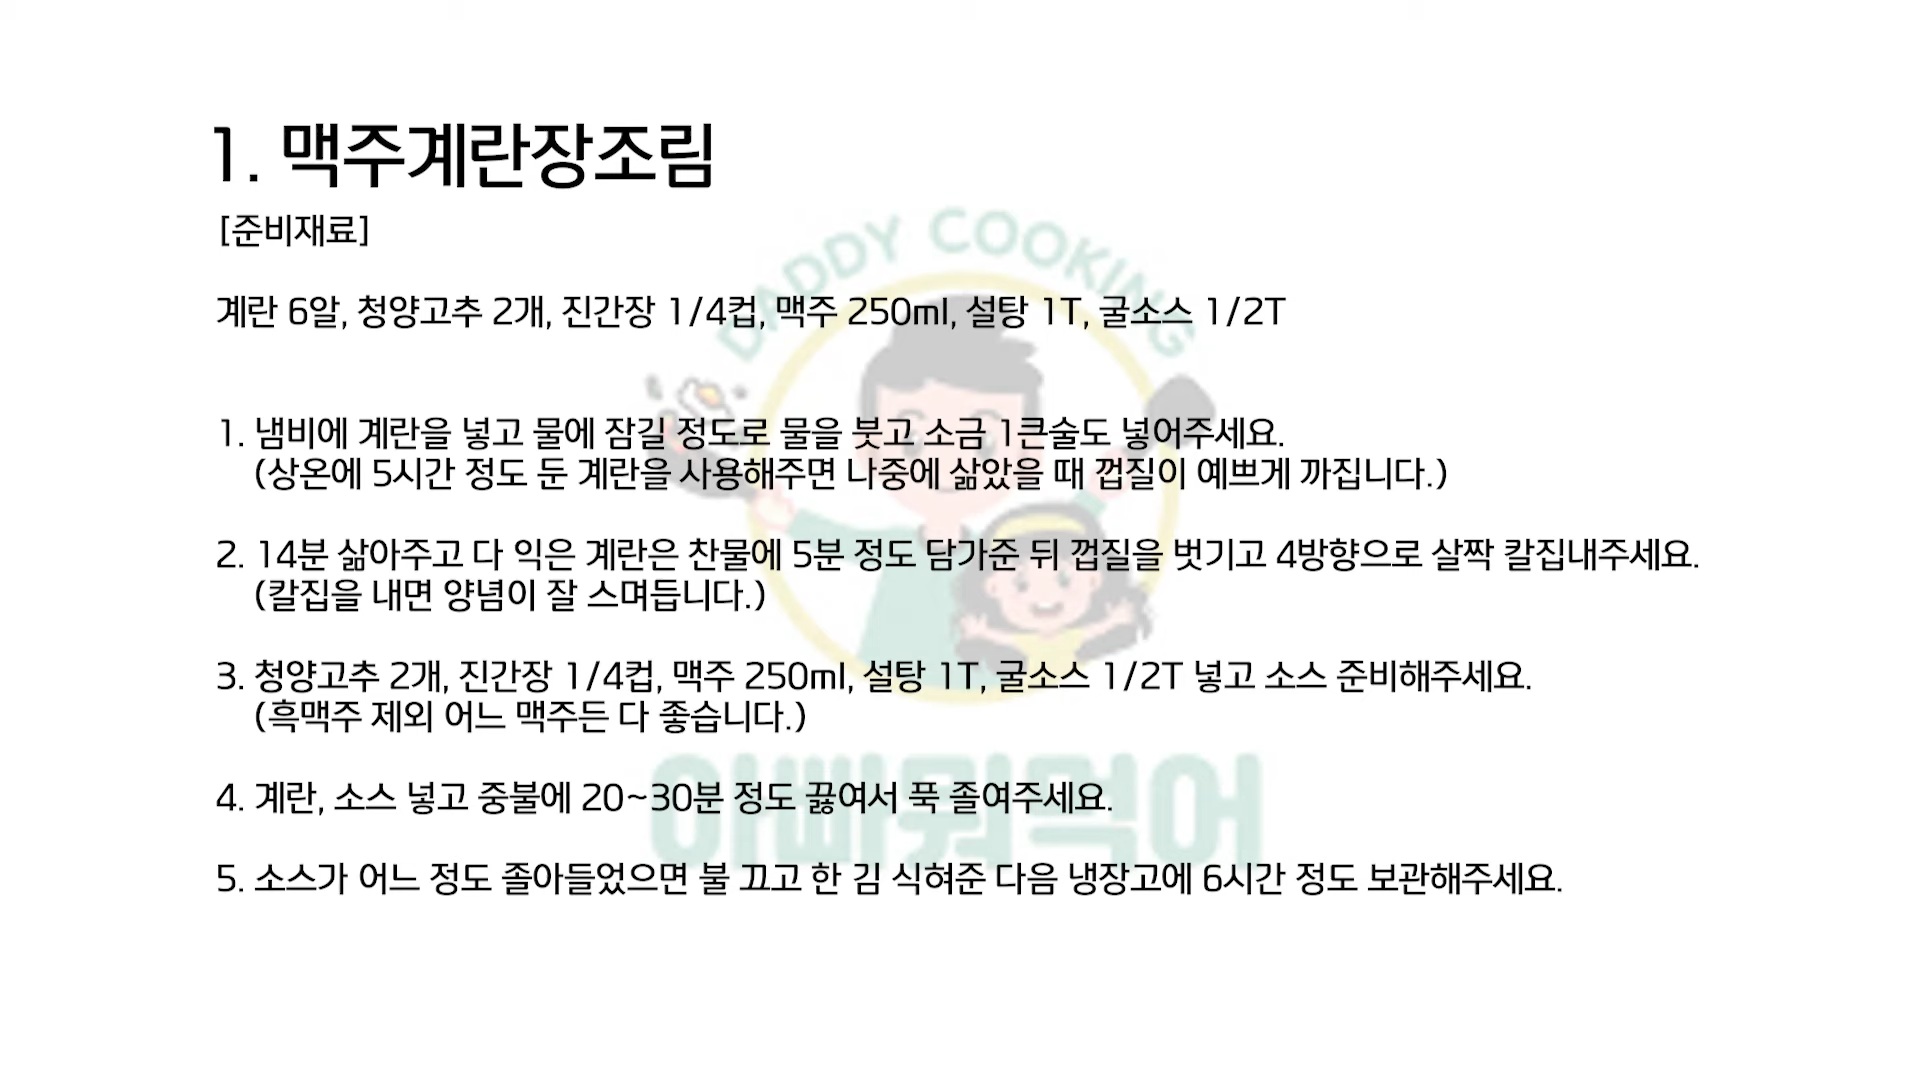 1. 맥주계란장조림
[준비재료]
계란 6알, 청양고추 2개, 진간장 1/4컵, 맥주 250ml, 설탕 1T, 굴소스 1/2T
1. 냄비에 계란을 넣고 물에 잠길 정도로 물을 붓고 소금 1큰술도 넣어주세요.
(상온에 5시간 정도 둔 계란을 사용해주면 나중에 삶았을 때 껍질이 예쁘게 까집니다.)
2. 14분 삶아주고 다 익은 계란은 찬물에 5분 정도 담가준 뒤 껍질을 벗기고 4방향으로 살짝 칼집내주세요.
(칼집을 내면 양념이 잘 스며듭니다.)
3. 청양고추 2개, 진간장 1/4컵, 맥주 250ml, 설탕 1T, 굴소스 1/2T 넣고 소스 준비해주세요.
(흑맥주 제외 어느 맥주든 다 좋습니다.)
4. 계란, 소스 넣고 중불에 20~30분 정도 끓여서 푹 졸여주세요.
5. 소스가 어느 정도 졸아들었으면 불 끄고 한 김 식혀준 다음 냉장고에 6시간 정도 보관해주세요.
DADDY COOKING
아빠뭐먹어